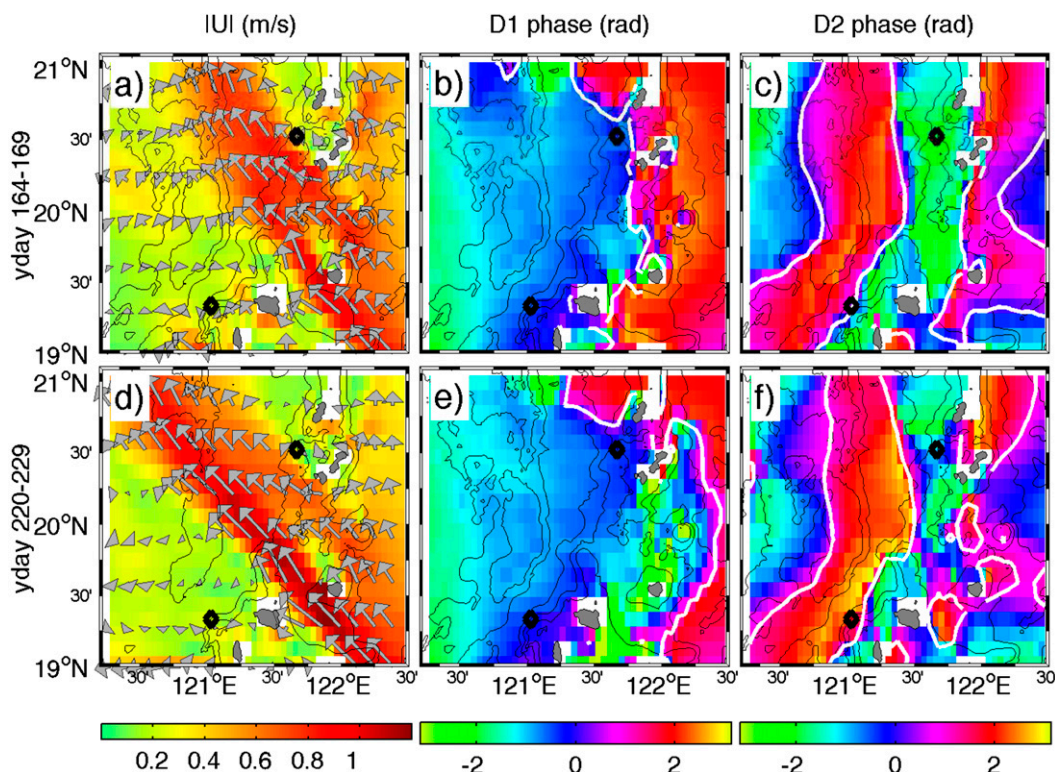 |U| (m/s) D1 phase (rad) D2 phase (rad)
yday 164-169
21°N
30'
20°N
30'
19°N
a) b) c)
yday 220-229
21°N
30'
20°N
30'
19°N
d) e) f)
121°E 30' 122°E 30' 30' 121°E 30' 122°E 30' 30' 121°E 30' 122°E 30'
0.2 0.4 0.6 0.8 1 -2 0 2 -2 0 2